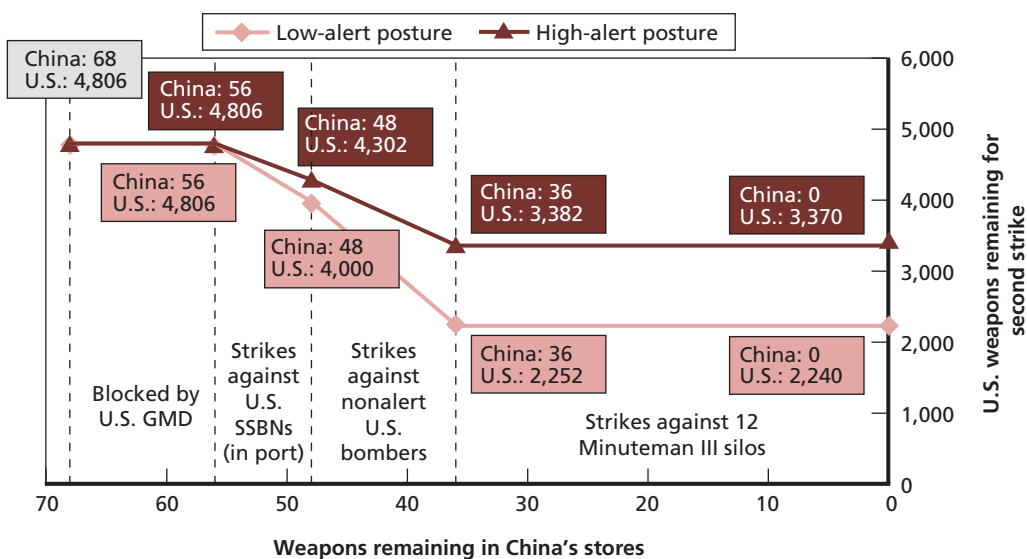 Low-alert posture
High-alert posture
China: 68
U.S.: 4,806
China: 56
U.S.: 4,806
China: 48
U.S.: 4,302
China: 36
U.S.: 3,382
China: 0
U.S.: 3,370
China: 56
U.S.: 4,806
China: 48
U.S.: 4,000
China: 36
U.S.: 2,252
China: 0
U.S.: 2,240
Blocked by
U.S. GMD
Strikes
against
U.S.
SSBNs
(in port)
Strikes
against
nonalert
U.S.
bombers
Strikes against 12
Minuteman III silos
6,000
5,000
4,000
3,000
2,000
1,000
0
U.S. weapons remaining for
second strike
70
60
50
40
30
20
10
0
Weapons remaining in China’s stores